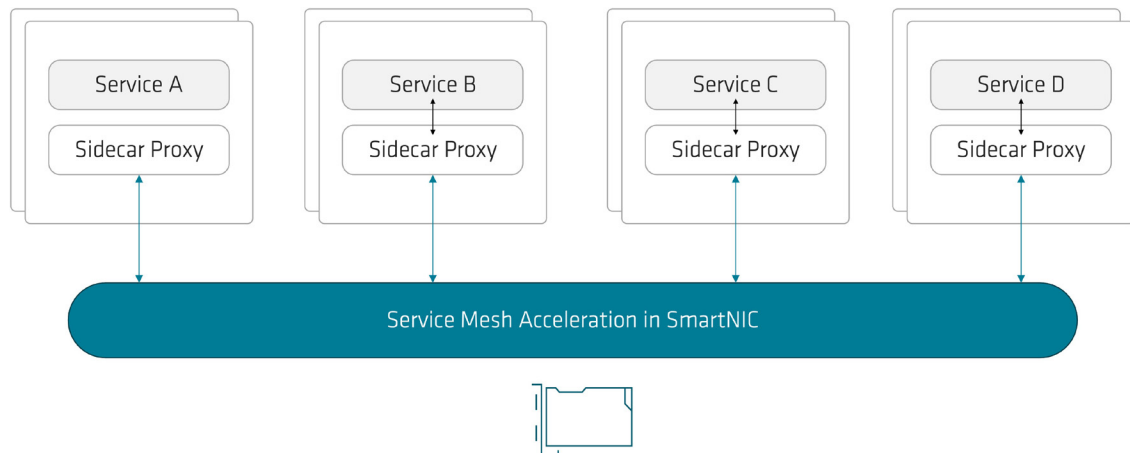 Service A
Service B
Service C
Service D
Sidecar Proxy
Sidecar Proxy
Sidecar Proxy
Sidecar Proxy
Service Mesh Acceleration in SmartNIC